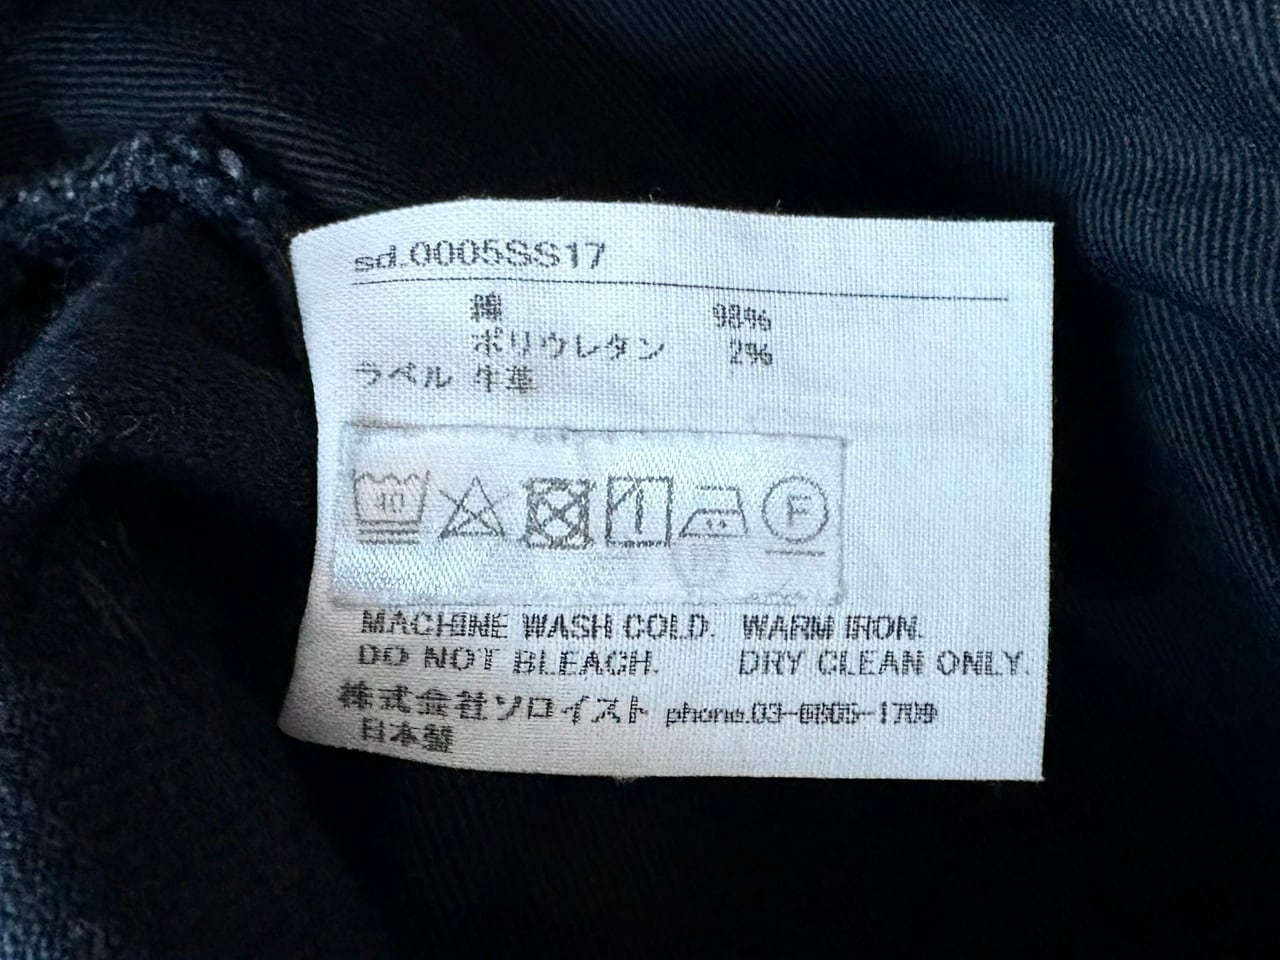 sd.0005SS17
綿 98%
ポリウレタン 2%
ラベル 牛革
40 F
MACHINE WASH COLD. WARM IRON.
DO NOT BLEACH. DRY CLEAN ONLY.
株式会社ソロイスト phone.03-6805-1709
日本製